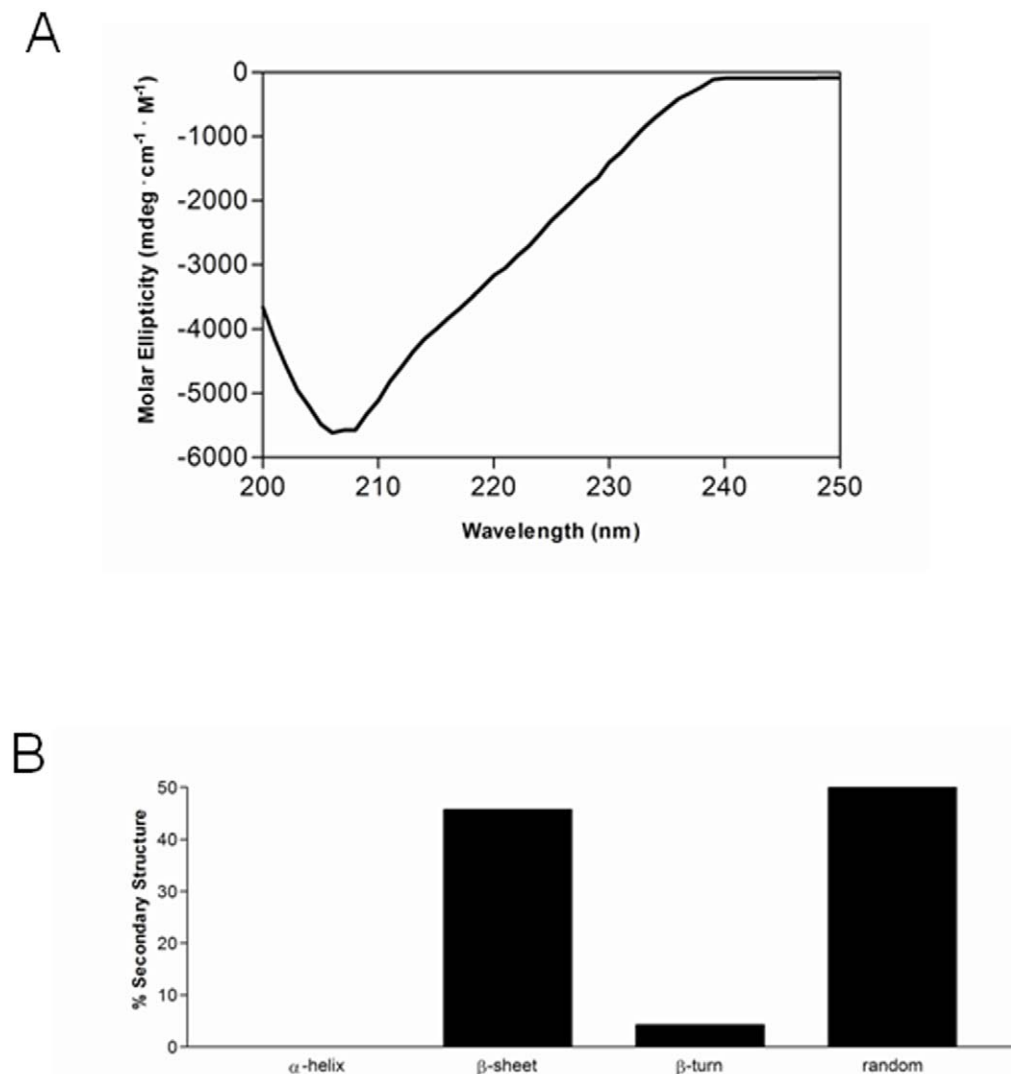 A
Molar Ellipticity (mdeg · cm⁻¹ · M⁻¹)
0
-1000
-2000
-3000
-4000
-5000
-6000
200 210 220 230 240 250
Wavelength (nm)
B
% Secondary Structure
50
40
30
20
10
0
α-helix β-sheet β-turn random